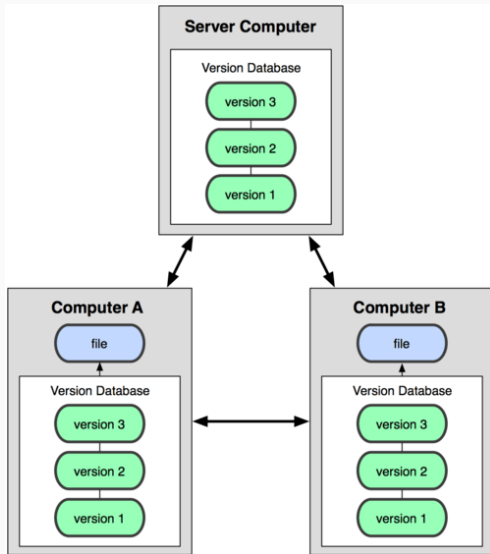 Server Computer
Version Database
version 3
version 2
version 1
Computer A
file
Version Database
version 3
version 2
version 1
Computer B
file
Version Database
version 3
version 2
version 1